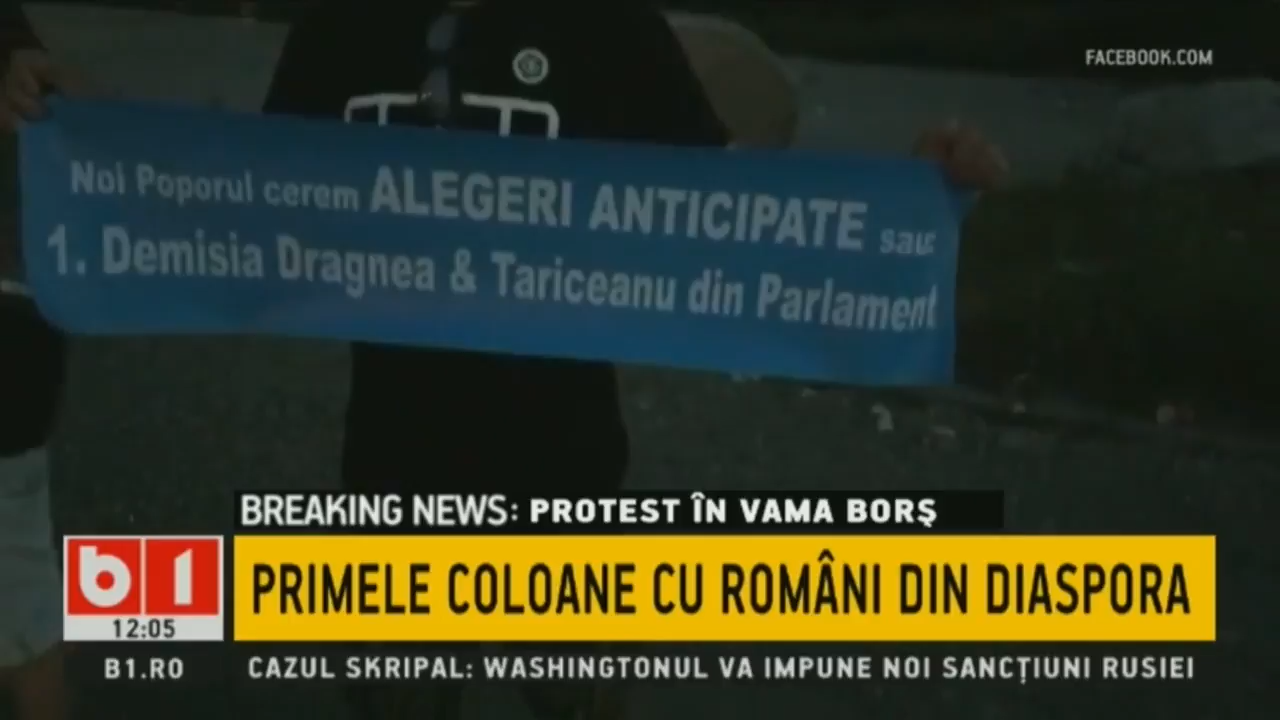 FACEBOOK.COM
Noi Poporul cerem ALEGERI ANTICIPATE sau:
1. Demisia Dragnea & Tariceanu din Parlament
BREAKING NEWS: PROTEST ÎN VAMA BORŞ
b1
PRIMELE COLOANE CU ROMÂNI DIN DIASPORA
12:05
B1.RO
CAZUL SKRIPAL: WASHINGTONUL VA IMPUNE NOI SANCŢIUNI RUSIEI